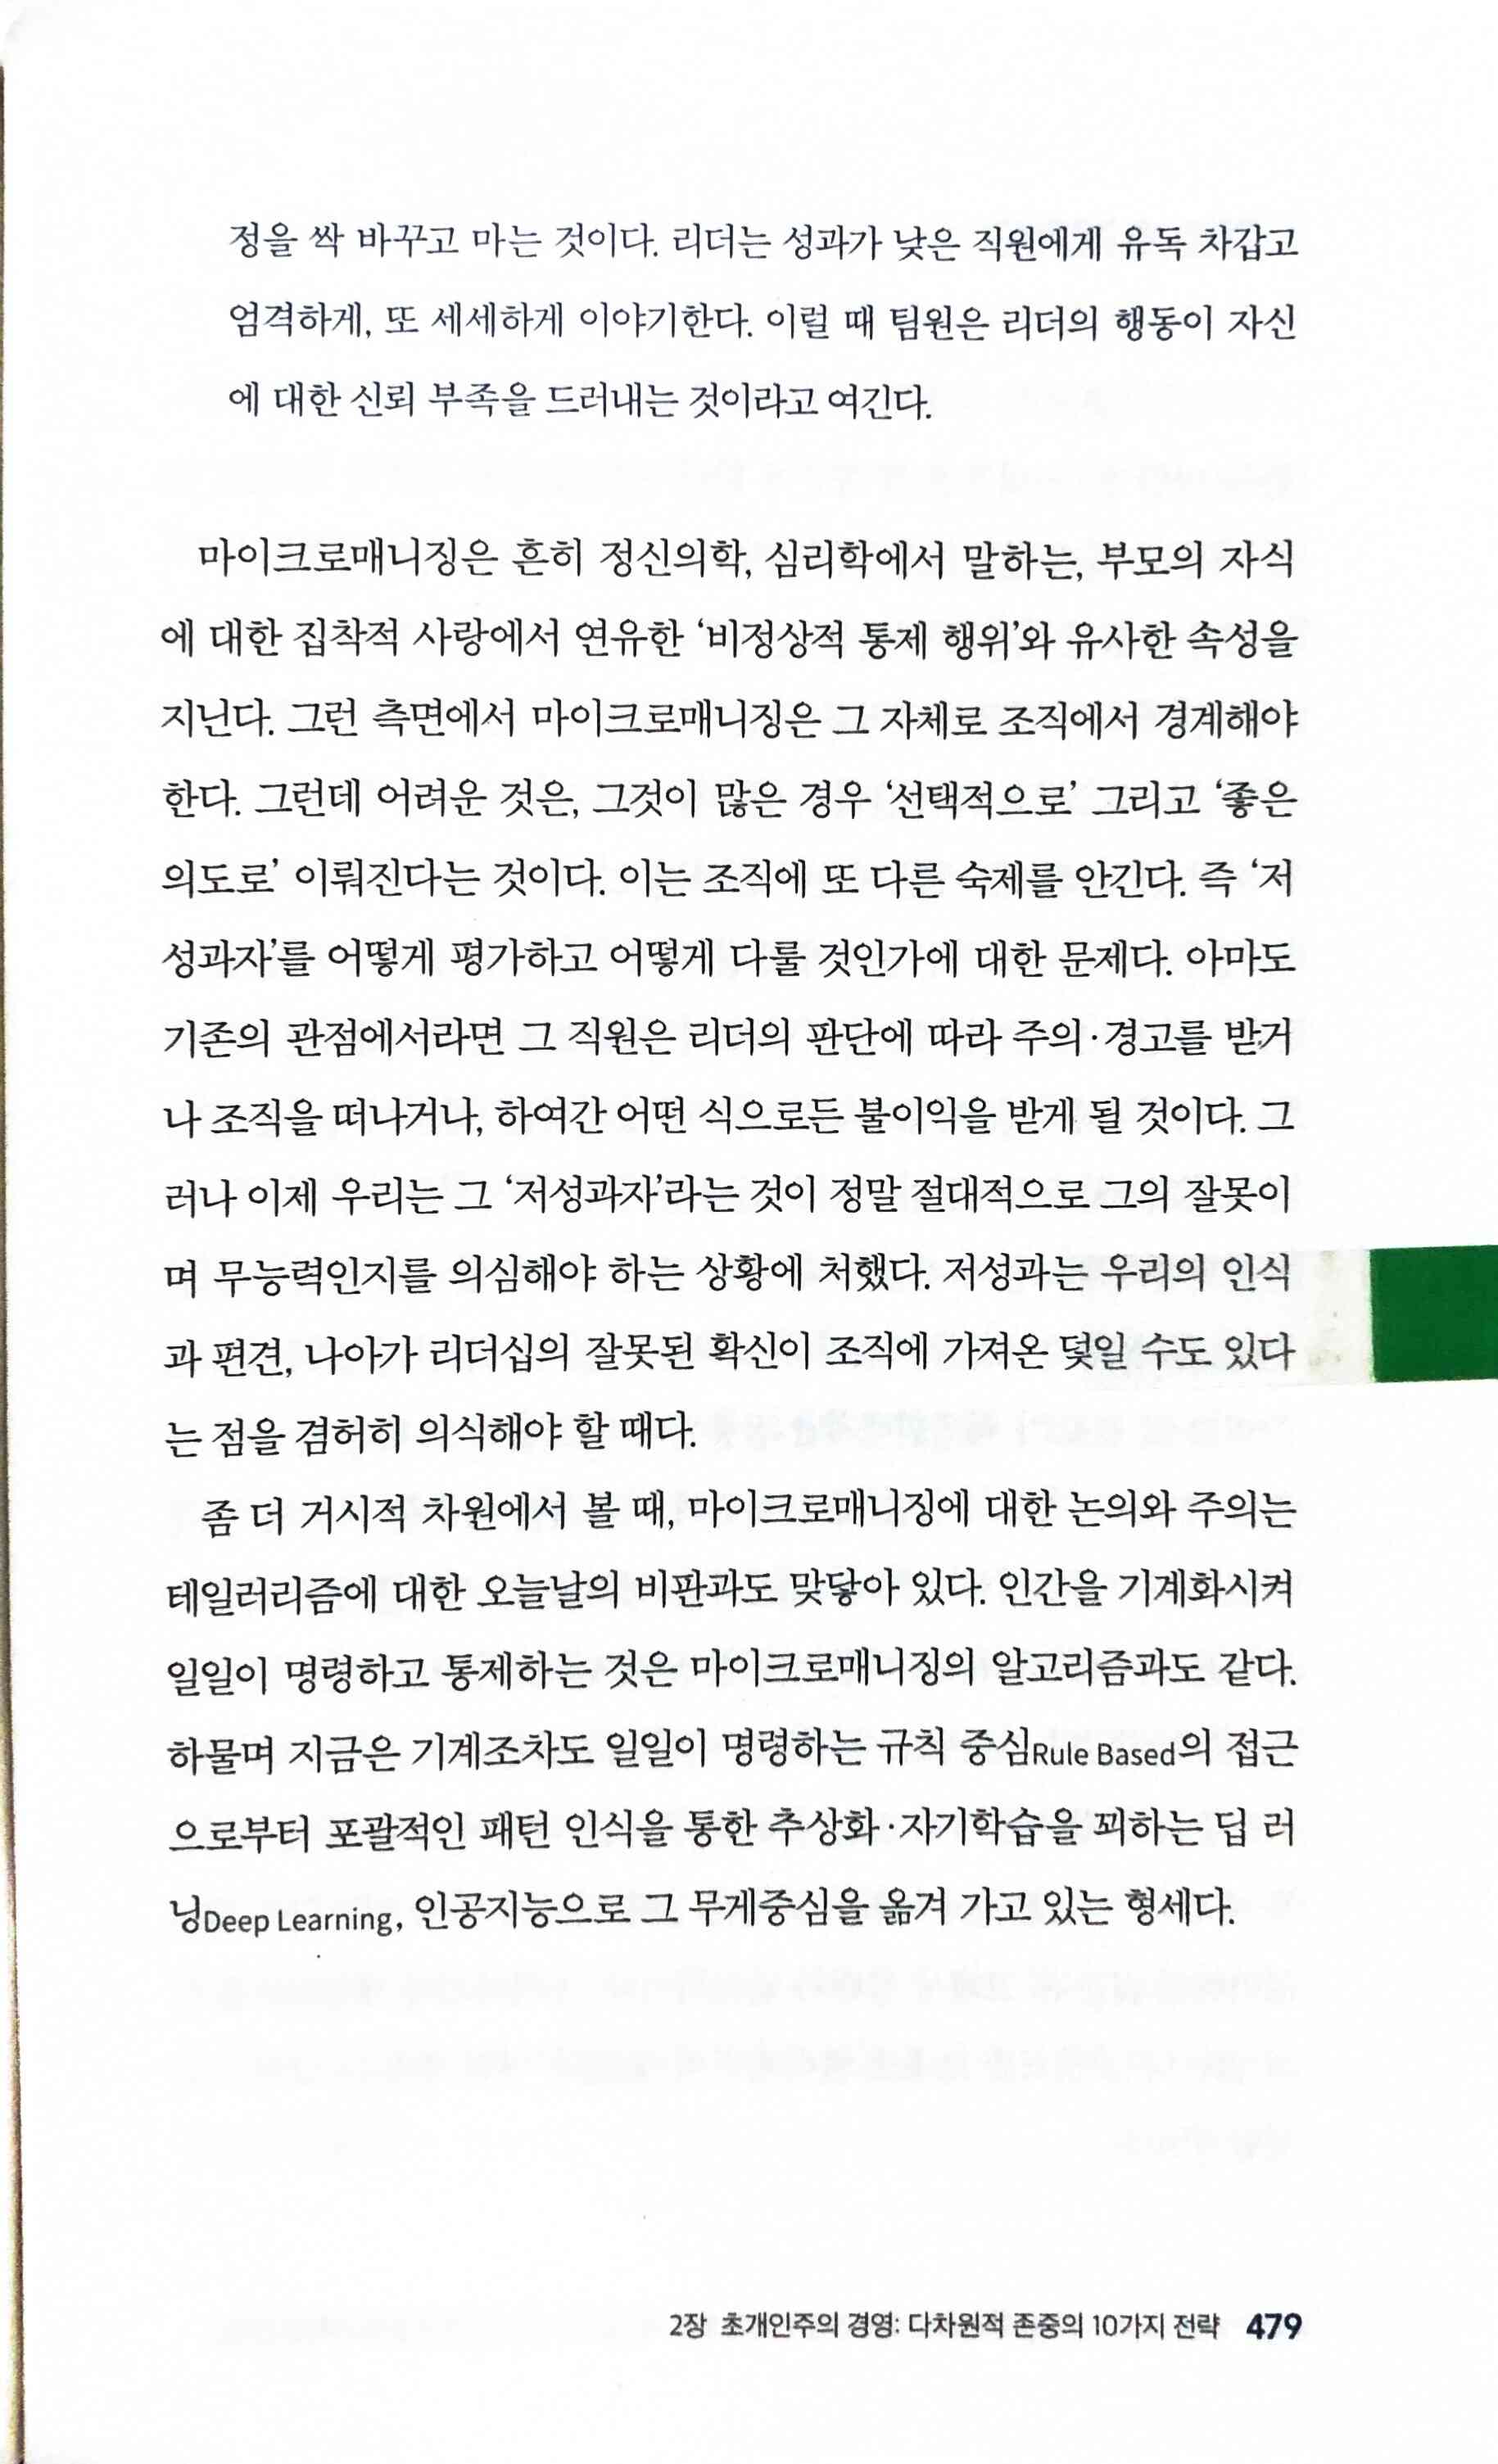 정을 싹 바꾸고 마는 것이다. 리더는 성과가 낮은 직원에게 유독 차갑고
엄격하게, 또 세세하게 이야기한다. 이럴 때 팀원은 리더의 행동이 자신
에 대한 신뢰 부족을 드러내는 것이라고 여긴다.
마이크로매니징은 흔히 정신의학, 심리학에서 말하는, 부모의 자식
에 대한 집착적 사랑에서 연유한 ‘비정상적 통제 행위’와 유사한 속성을
지닌다. 그런 측면에서 마이크로매니징은 그 자체로 조직에서 경계해야
한다. 그런데 어려운 것은, 그것이 많은 경우 ‘선택적으로’ 그리고 ‘좋은
의도로’ 이뤄진다는 것이다. 이는 조직에 또 다른 숙제를 안긴다. 즉 ‘저
성과자’를 어떻게 평가하고 어떻게 다룰 것인가에 대한 문제다. 아마도
기존의 관점에서라면 그 직원은 리더의 판단에 따라 주의·경고를 받거
나 조직을 떠나거나, 하여간 어떤 식으로든 불이익을 받게 될 것이다. 그
러나 이제 우리는 그 ‘저성과자’라는 것이 정말 절대적으로 그의 잘못이
며 무능력인지를 의심해야 하는 상황에 처했다. 저성과는 우리의 인식
과 편견, 나아가 리더십의 잘못된 확신이 조직에 가져온 덫일 수도 있다
는 점을 겸허히 의식해야 할 때다.
좀 더 거시적 차원에서 볼 때, 마이크로매니징에 대한 논의와 주의는
테일러리즘에 대한 오늘날의 비판과도 맞닿아 있다. 인간을 기계화시켜
일일이 명령하고 통제하는 것은 마이크로매니징의 알고리즘과도 같다.
하물며 지금은 기계조차도 일일이 명령하는 규칙 중심Rule Based의 접근
으로부터 포괄적인 패턴 인식을 통한 추상화·자기학습을 꾀하는 딥 러
닝Deep Learning, 인공지능으로 그 무게중심을 옮겨 가고 있는 형세다.
2장 초개인주의 경영: 다차원적 존중의 10가지 전략 479